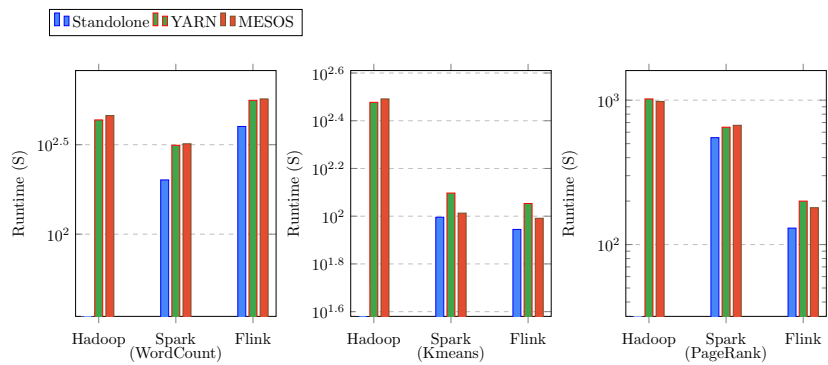 Standolone YARN MESOS
Runtime (S)
10^2.5
10^2
Hadoop Spark Flink
(WordCount)
Runtime (S)
10^2.6
10^2.4
10^2.2
10^2
10^1.8
10^1.6
Hadoop Spark Flink
(Kmeans)
Runtime (S)
10^3
10^2
Hadoop Spark Flink
(PageRank)